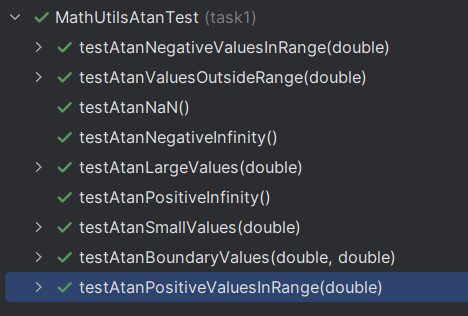 MathUtilsAtanTest (task1)
testAtanNegativeValuesInRange(double)
testAtanValuesOutsideRange(double)
testAtanNaN()
testAtanNegativeInfinity()
testAtanLargeValues(double)
testAtanPositiveInfinity()
testAtanSmallValues(double)
testAtanBoundaryValues(double, double)
testAtanPositiveValuesInRange(double)